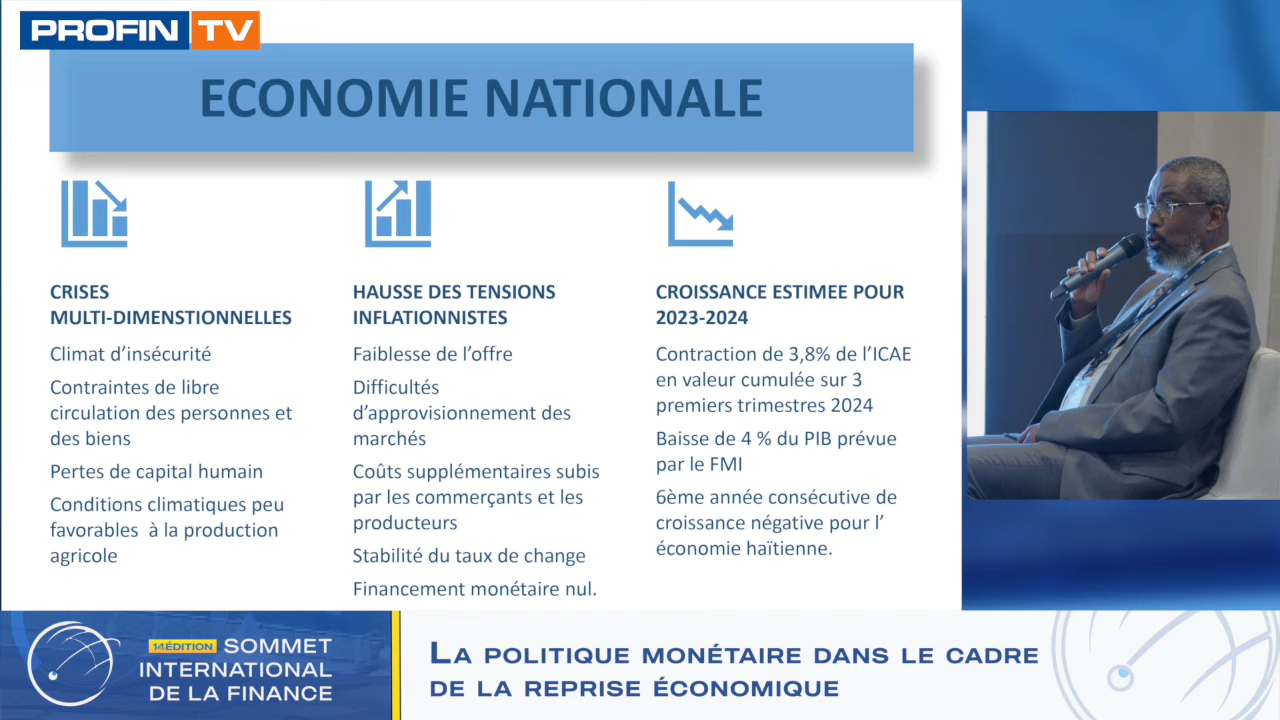 PROFIN TV
ECONOMIE NATIONALE
CRISES
MULTI-DIMENSTIONNELLES
Climat d’insécurité
Contraintes de libre
circulation des personnes et
des biens
Pertes de capital humain
Conditions climatiques peu
favorables à la production
agricole
HAUSSE DES TENSIONS
INFLATIONNISTES
Faiblesse de l’offre
Difficultés
d’approvisionnement des
marchés
Coûts supplémentaires subis
par les commerçants et les
producteurs
Stabilité du taux de change
Financement monétaire nul.
CROISSANCE ESTIMEE POUR
2023-2024
Contraction de 3,8% de l’ICAE
en valeur cumulée sur 3
premiers trimestres 2024
Baisse de 4 % du PIB prévue
par le FMI
6ème année consécutive de
croissance négative pour l’
économie haïtienne.
14 ÉDITION SOMMET
INTERNATIONAL
DE LA FINANCE
LA POLITIQUE MONÉTAIRE DANS LE CADRE
DE LA REPRISE ÉCONOMIQUE